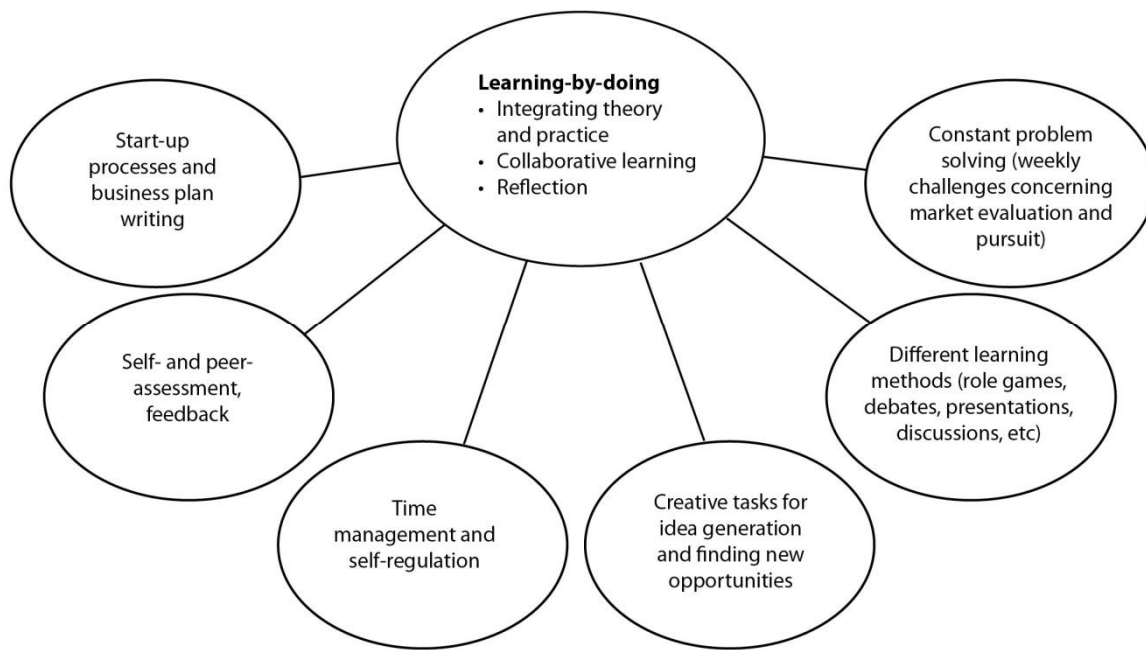 Learning-by-doing
• Integrating theory
and practice
• Collaborative learning
• Reflection
Start-up
processes and
business plan
writing
Self- and peer-
assessment,
feedback
Time
management and
self-regulation
Creative tasks for
idea generation
and finding new
opportunities
Different learning
methods (role games,
debates, presentations,
discussions, etc)
Constant problem
solving (weekly
challenges concerning
market evaluation and
pursuit)